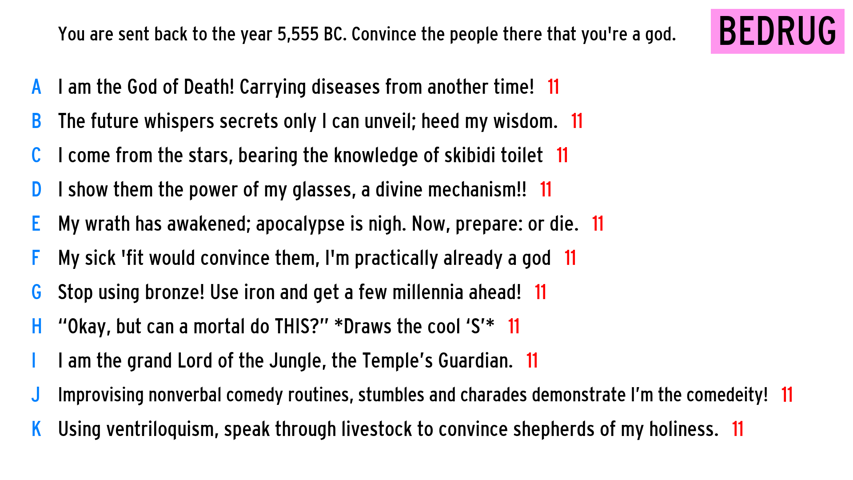 You are sent back to the year 5,555 BC. Convince the people there that you're a god.
BEDRUG
A I am the God of Death! Carrying diseases from another time! 11
B The future whispers secrets only I can unveil; heed my wisdom. 11
C I come from the stars, bearing the knowledge of skibidi toilet 11
D I show them the power of my glasses, a divine mechanism!! 11
E My wrath has awakened; apocalypse is nigh. Now, prepare: or die. 11
F My sick 'fit would convince them, I'm practically already a god 11
G Stop using bronze! Use iron and get a few millennia ahead! 11
H “Okay, but can a mortal do THIS?” *Draws the cool ‘S’* 11
I I am the grand Lord of the Jungle, the Temple’s Guardian. 11
J Improvising nonverbal comedy routines, stumbles and charades demonstrate I’m the comedeity! 11
K Using ventriloquism, speak through livestock to convince shepherds of my holiness. 11